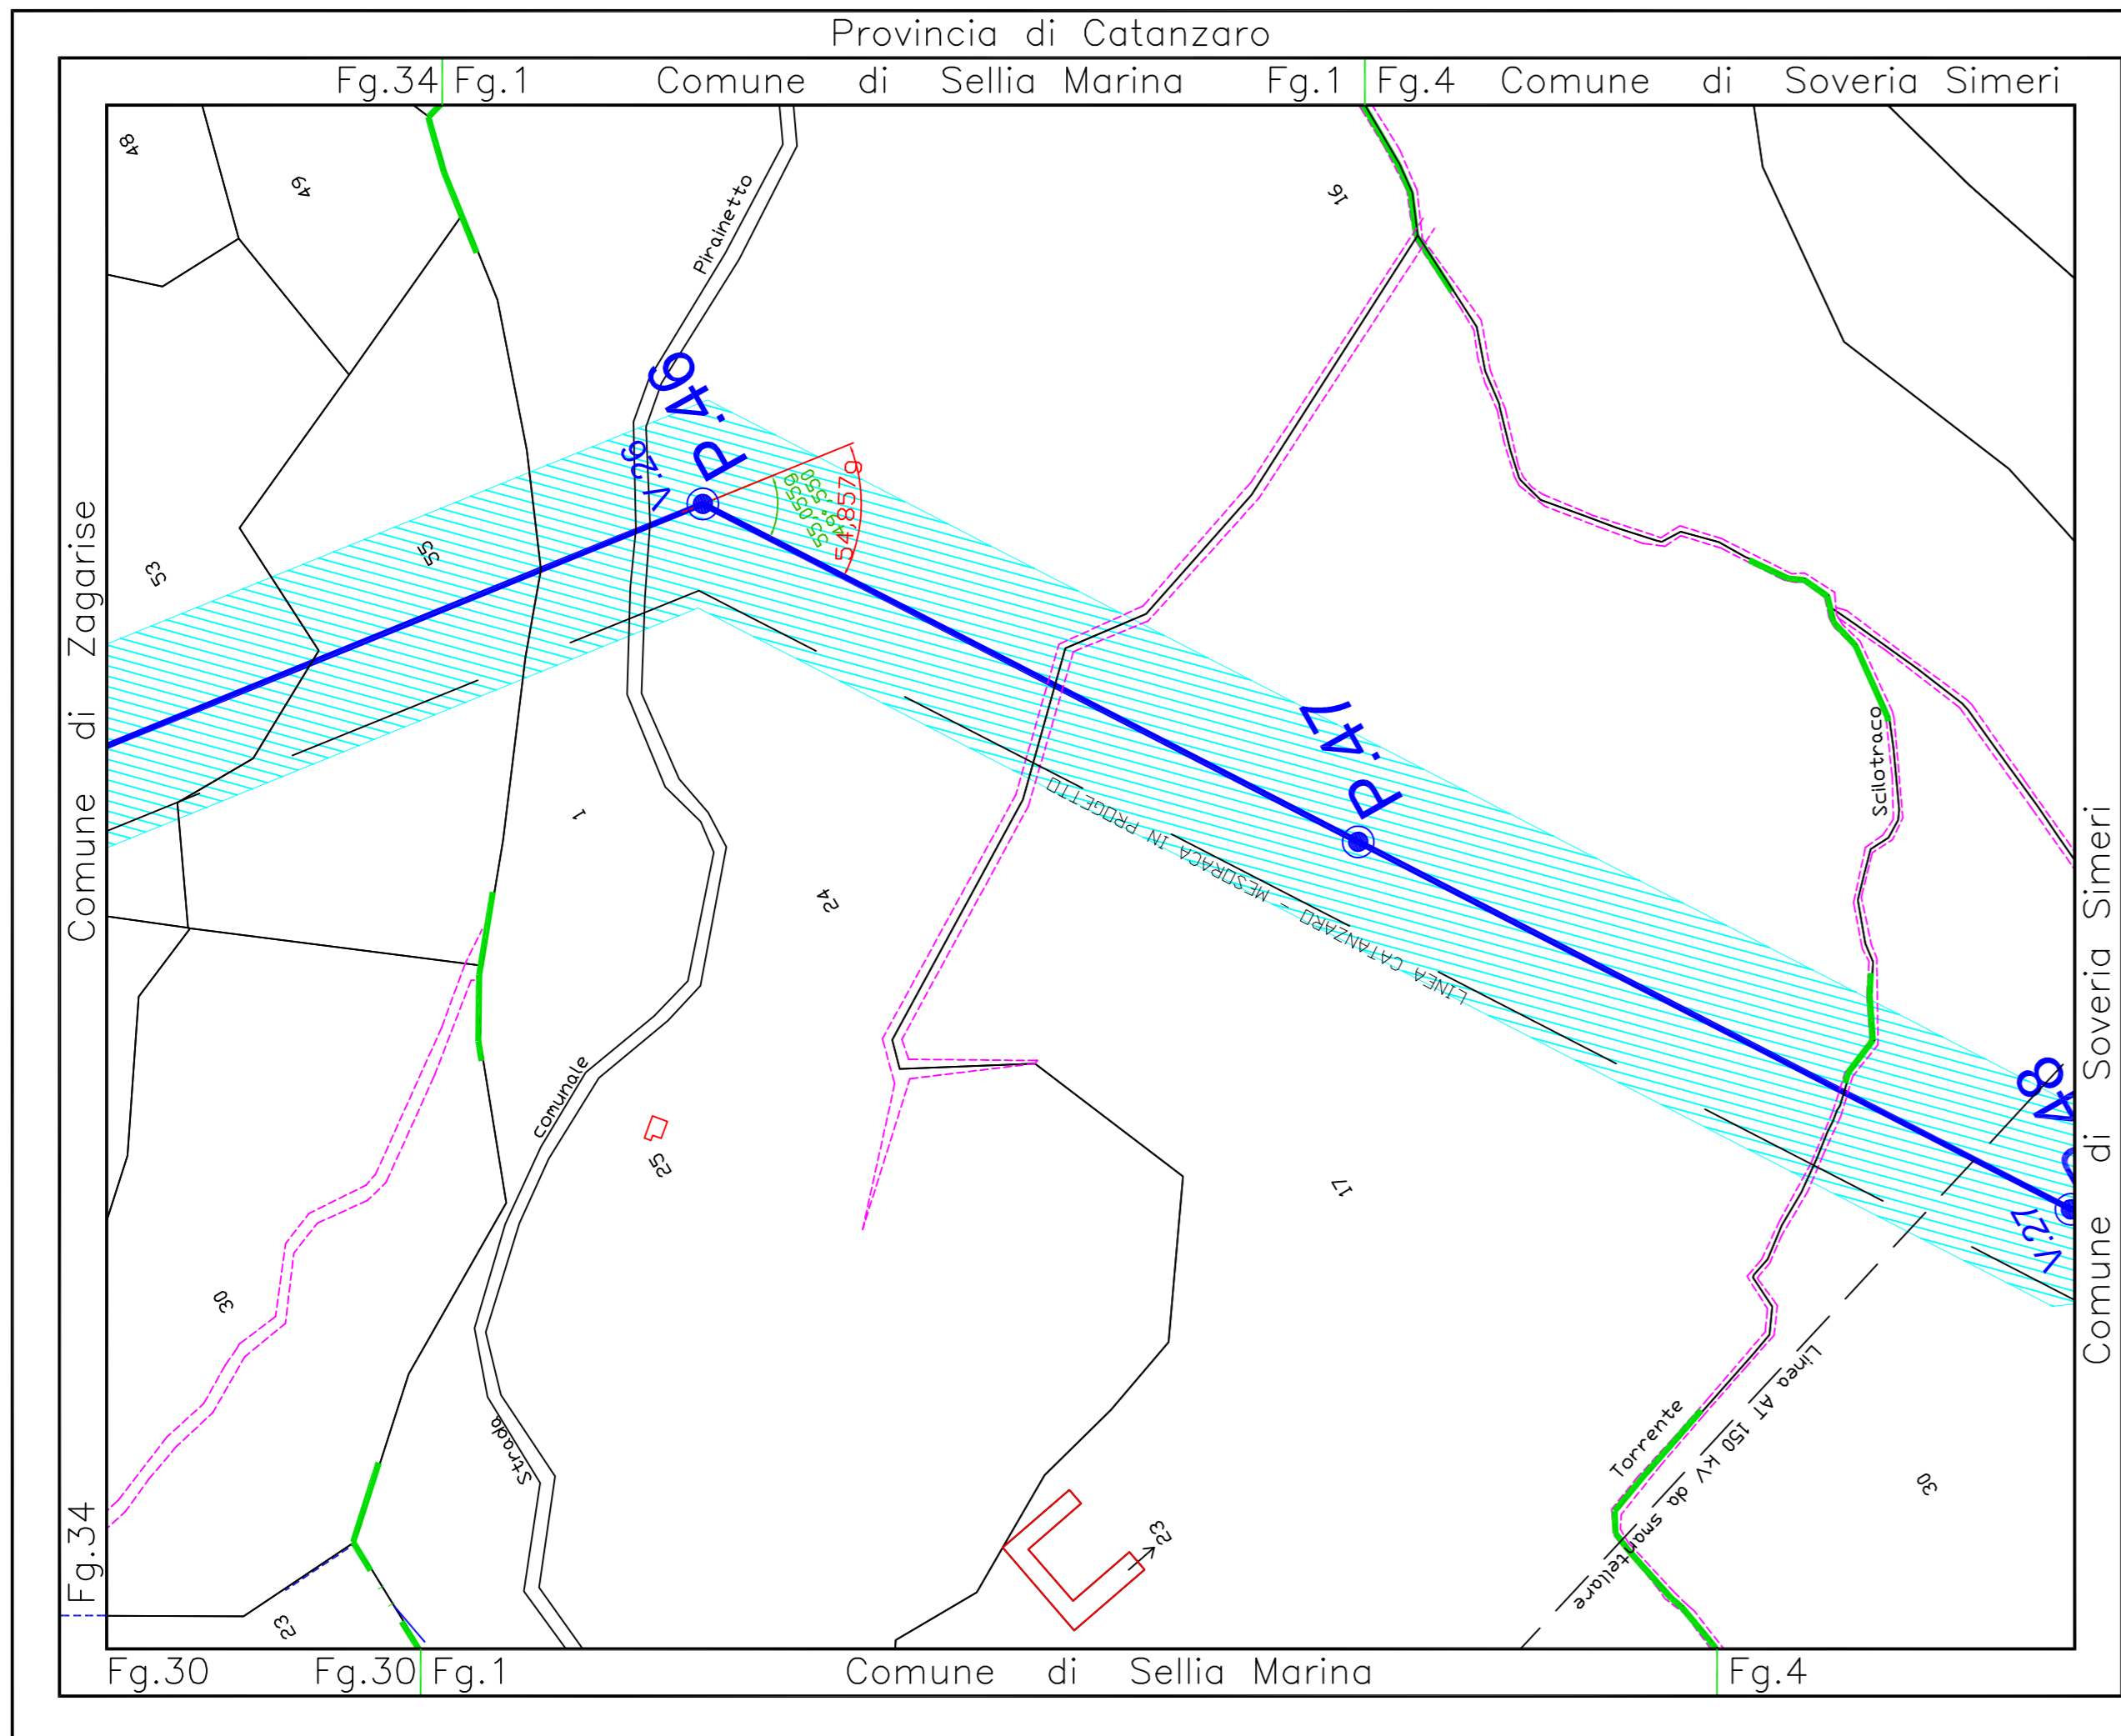 Provincia di Catanzaro
Fg.34 Fg.1 Comune di Sellia Marina Fg.1 Fg.4 Comune di Soveria Simeri
48
49
16
Pirainetto
P.46
V.26
54,8579
Comune di Zagarise
53
55
P.47
Scilotraco
1
24
LINEA CATANZARO - MESORACA IN PROGETTO
Comune di Soveria Simeri
P.48
V.27
Comunale
25
17
30
Linea AT 150 kV da smantellare
Torrente
Strada
30
23
Fg.34
23
Fg.30 Fg.30 Fg.1 Comune di Sellia Marina Fg.4